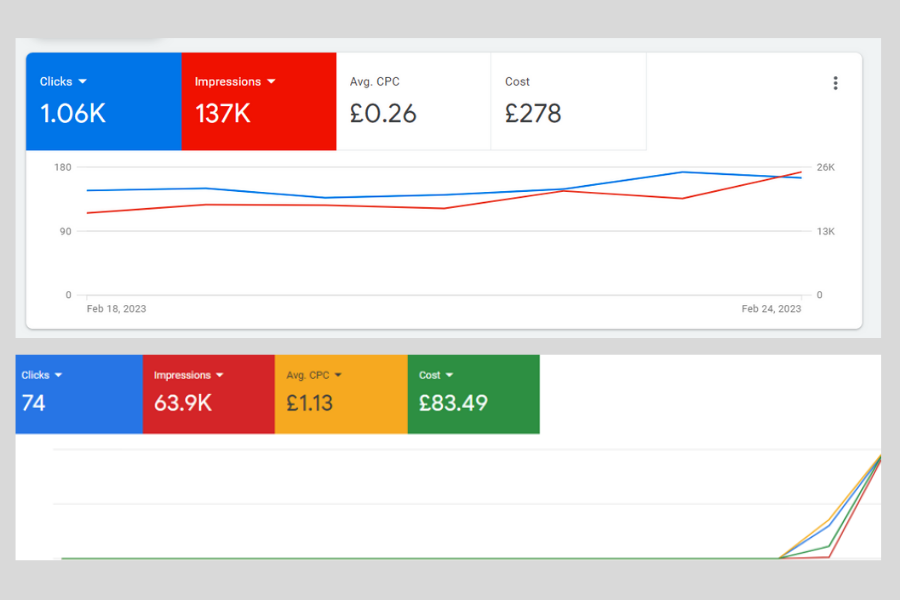 Clicks Impressions Avg. CPC Cost
1.06K 137K £0.26 £278
180 26K
90 13K
0 0
Feb 18, 2023 Feb 24, 2023
Clicks Impressions Avg. CPC Cost
74 63.9K £1.13 £83.49